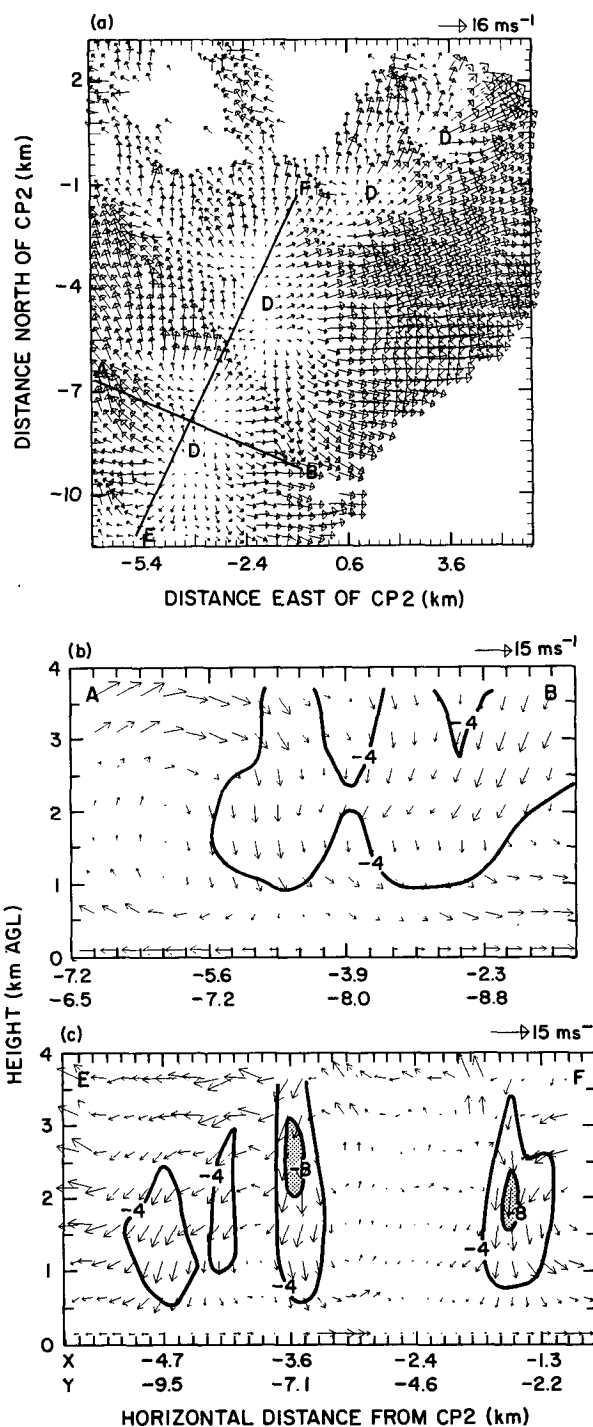 (a)
16 ms⁻¹
DISTANCE NORTH OF CP2 (km)
2
-1
-4
-7
-10
D
D
F
D
A
D
B
E
-5.4 -2.4 0.6 3.6
DISTANCE EAST OF CP2 (km)
(b)
15 ms⁻¹
HEIGHT (km AGL)
4
3
2
1
0
A
B
-4
-4
-4
-7.2 -5.6 -3.9 -2.3
-6.5 -7.2 -8.0 -8.8
(c)
15 ms⁻¹
4
3
2
1
0
E
F
-4
-4
-8
-4
-8
-4
X -4.7 -3.6 -2.4 -1.3
Y -9.5 -7.1 -4.6 -2.2
HORIZONTAL DISTANCE FROM CP2 (km)